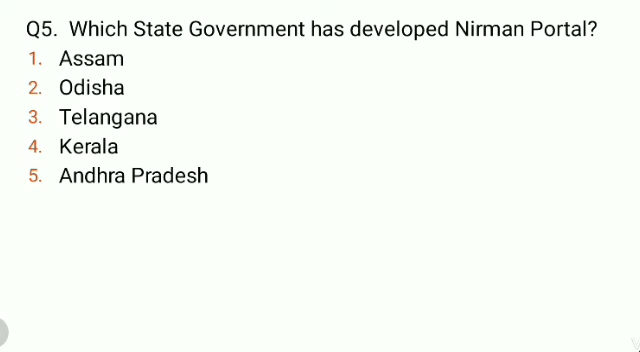 Q5. Which State Government has developed Nirman Portal?
1. Assam
2. Odisha
3. Telangana
4. Kerala
5. Andhra Pradesh